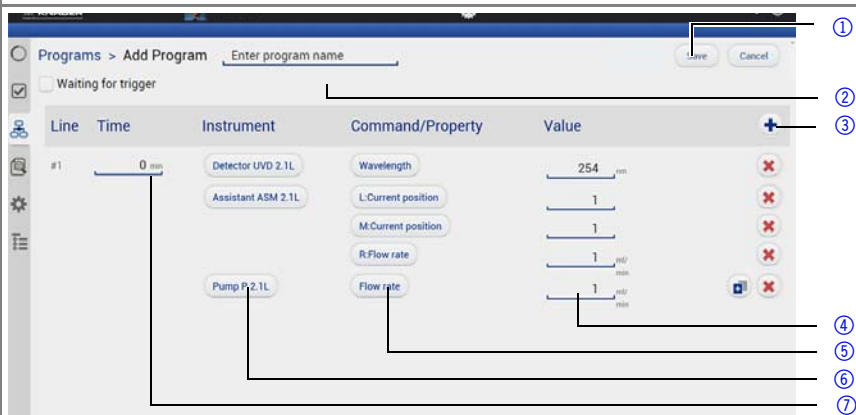 KNAUER
①
Programs > Add Program Enter program name Save Cancel
Waiting for trigger
②
Line Time Instrument Command/Property Value
③
#1 0 min Detector UVD 2.1L Wavelength 254 nm
Assistant ASM 2.1L L:Current position 1
M:Current position 1
R:Flow rate 1 ml/
min
Pump P 2.1L Flow rate 1 ml/
min
④
⑤
⑥
⑦